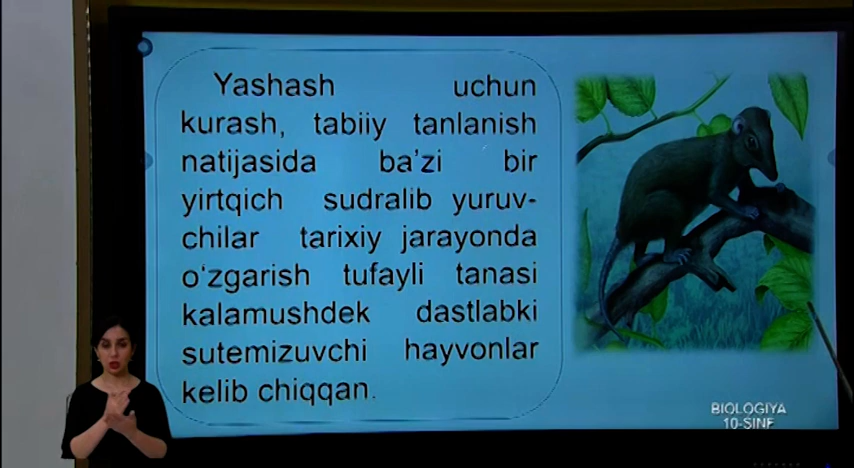 Yashash uchun
kurash, tabiiy tanlanish
natijasida ba'zi bir
yirtqich sudralib yuruv-
chilar tarixiy jarayonda
o‘zgarish tufayli tanasi
kalamushdek dastlabki
sutemizuvchi hayvonlar
kelib chiqqan.
BIOLOGIYA
10-SINF